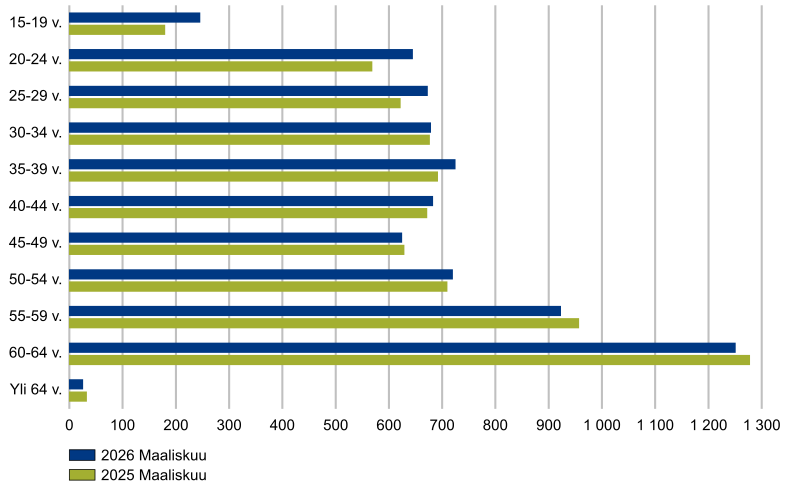 15-19 v.
20-24 v.
25-29 v.
30-34 v.
35-39 v.
40-44 v.
45-49 v.
50-54 v.
55-59 v.
60-64 v.
Yli 64 v.
0 100 200 300 400 500 600 700 800 900 1 000 1 100 1 200 1 300
2026 Maaliskuu
2025 Maaliskuu